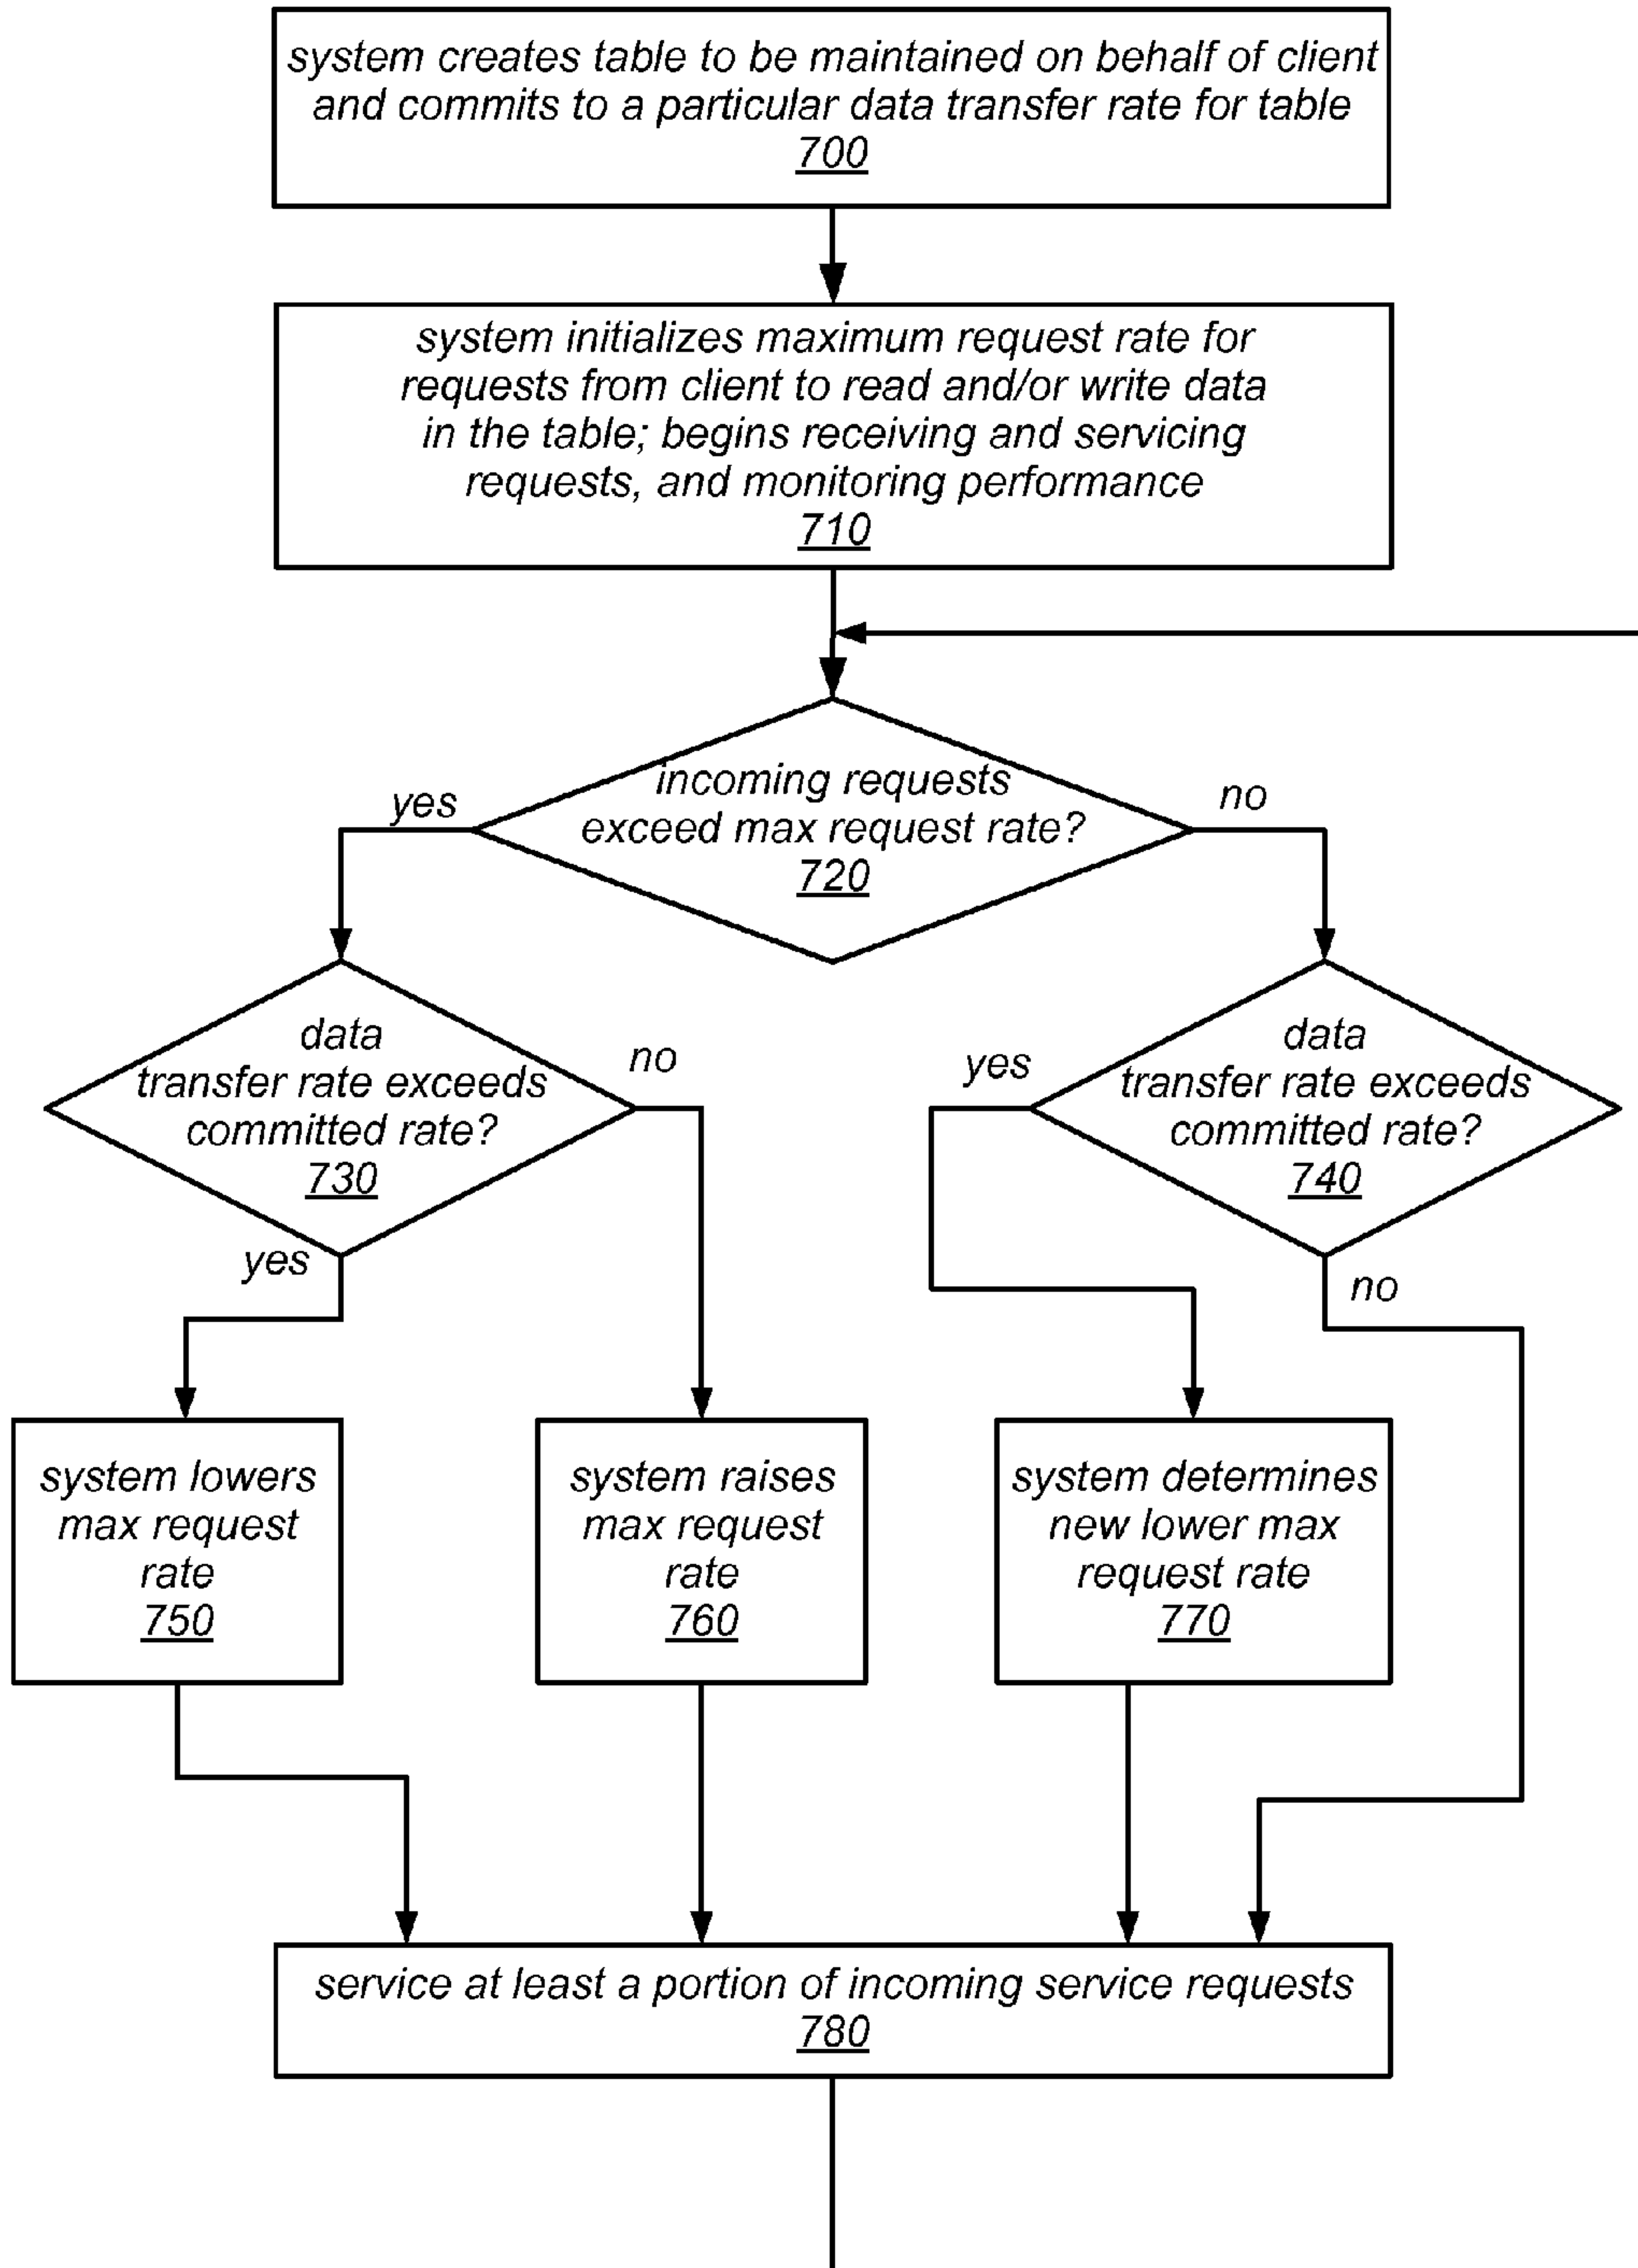 system creates table to be maintained on behalf of client
and commits to a particular data transfer rate for table
700
system initializes maximum request rate for
requests from client to read and/or write data
in the table; begins receiving and servicing
requests, and monitoring performance
710
incoming requests
exceed max request rate?
720
yes
no
data
transfer rate exceeds
committed rate?
730
no
yes
data
transfer rate exceeds
committed rate?
740
yes
no
system lowers
max request
rate
750
system raises
max request
rate
760
system determines
new lower max
request rate
770
service at least a portion of incoming service requests
780